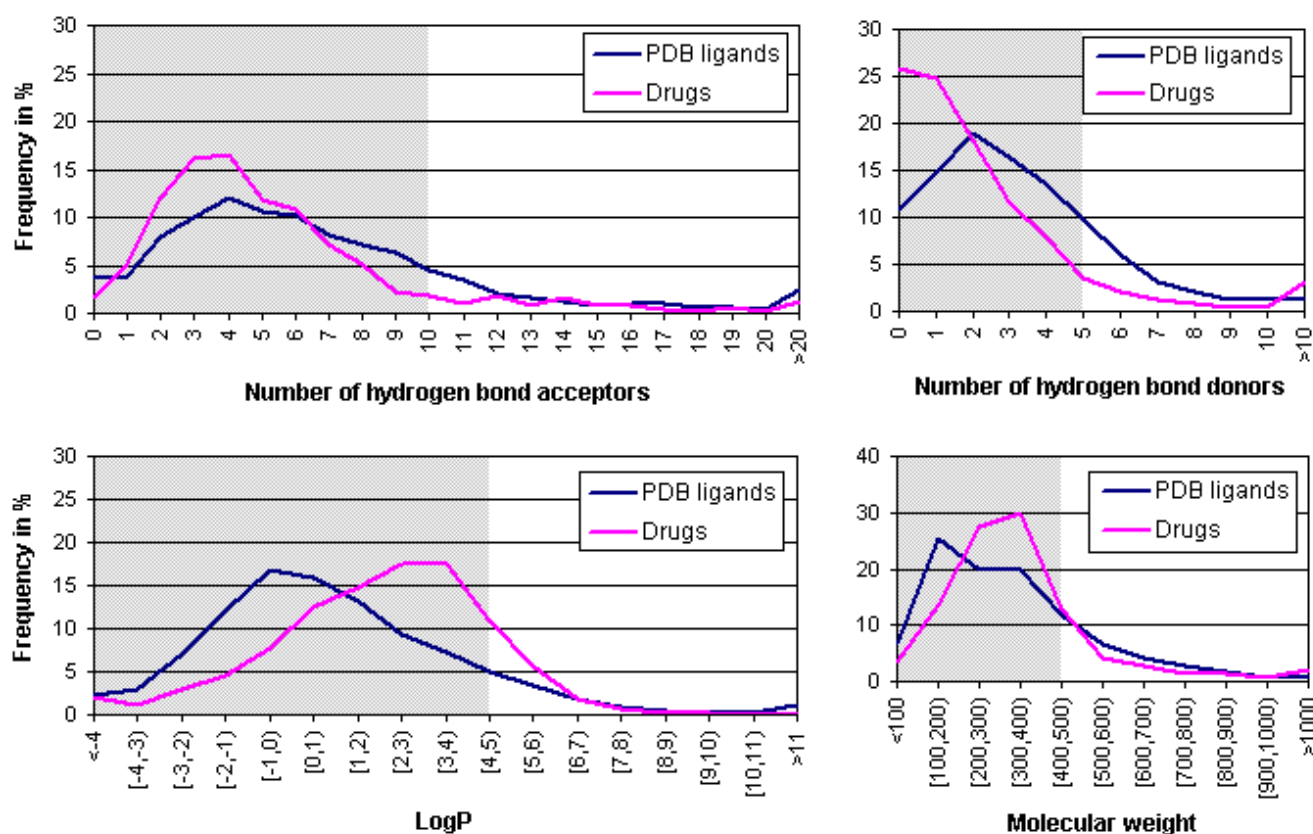 Frequency in %
30
25
20
15
10
5
0
PDB ligands
Drugs
0 1 2 3 4 5 6 7 8 9 10 11 12 13 14 15 16 17 18 19 20 >20
Number of hydrogen bond acceptors
30
25
20
15
10
5
0
PDB ligands
Drugs
0 1 2 3 4 5 6 7 8 9 10 >10
Number of hydrogen bond donors
Frequency in %
30
25
20
15
10
5
0
PDB ligands
Drugs
<-4 [-4,-3) [-3,-2) [-2,-1) [-1,0) [0,1) [1,2) [2,3) [3,4) [4,5) [5,6) [6,7) [7,8) [8,9) [9,10) [10,11) >11
LogP
40
30
20
10
0
PDB ligands
Drugs
<100 [100,200) [200,300) [300,400) [400,500) [500,600) [600,700) [700,800) [800,900) [900,1000) >1000
Molecular weight